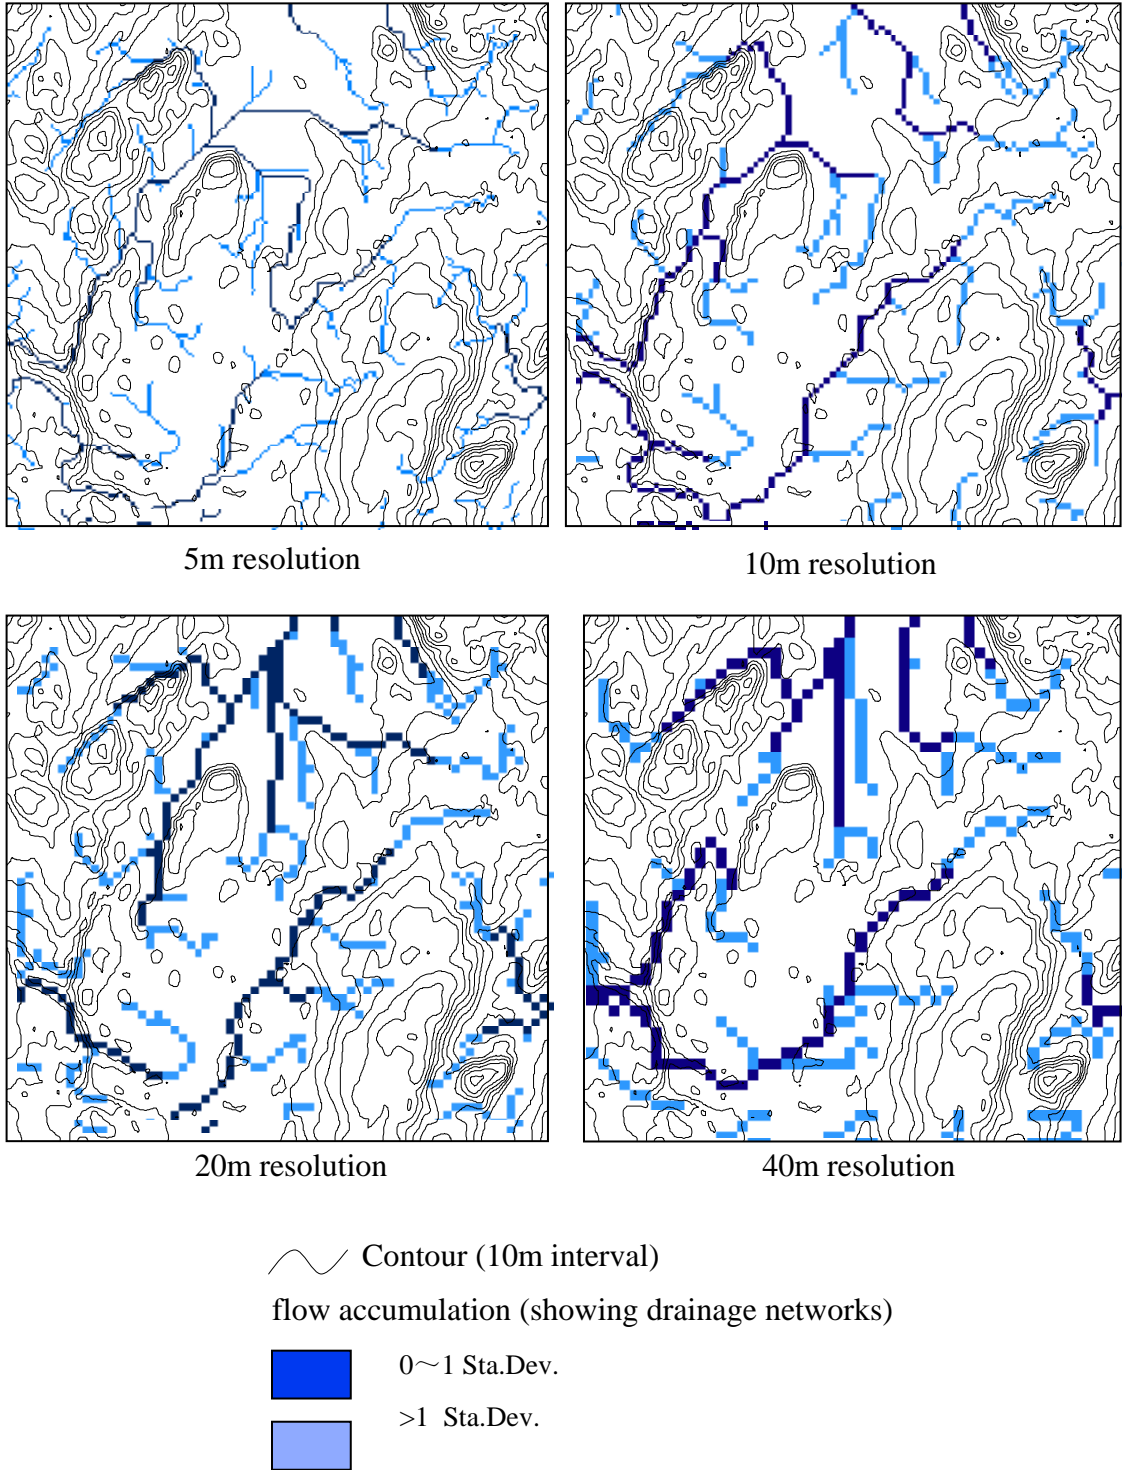 5m resolution
10m resolution
20m resolution
40m resolution
Contour (10m interval)
flow accumulation (showing drainage networks)
0～1 Sta.Dev.
>1 Sta.Dev.